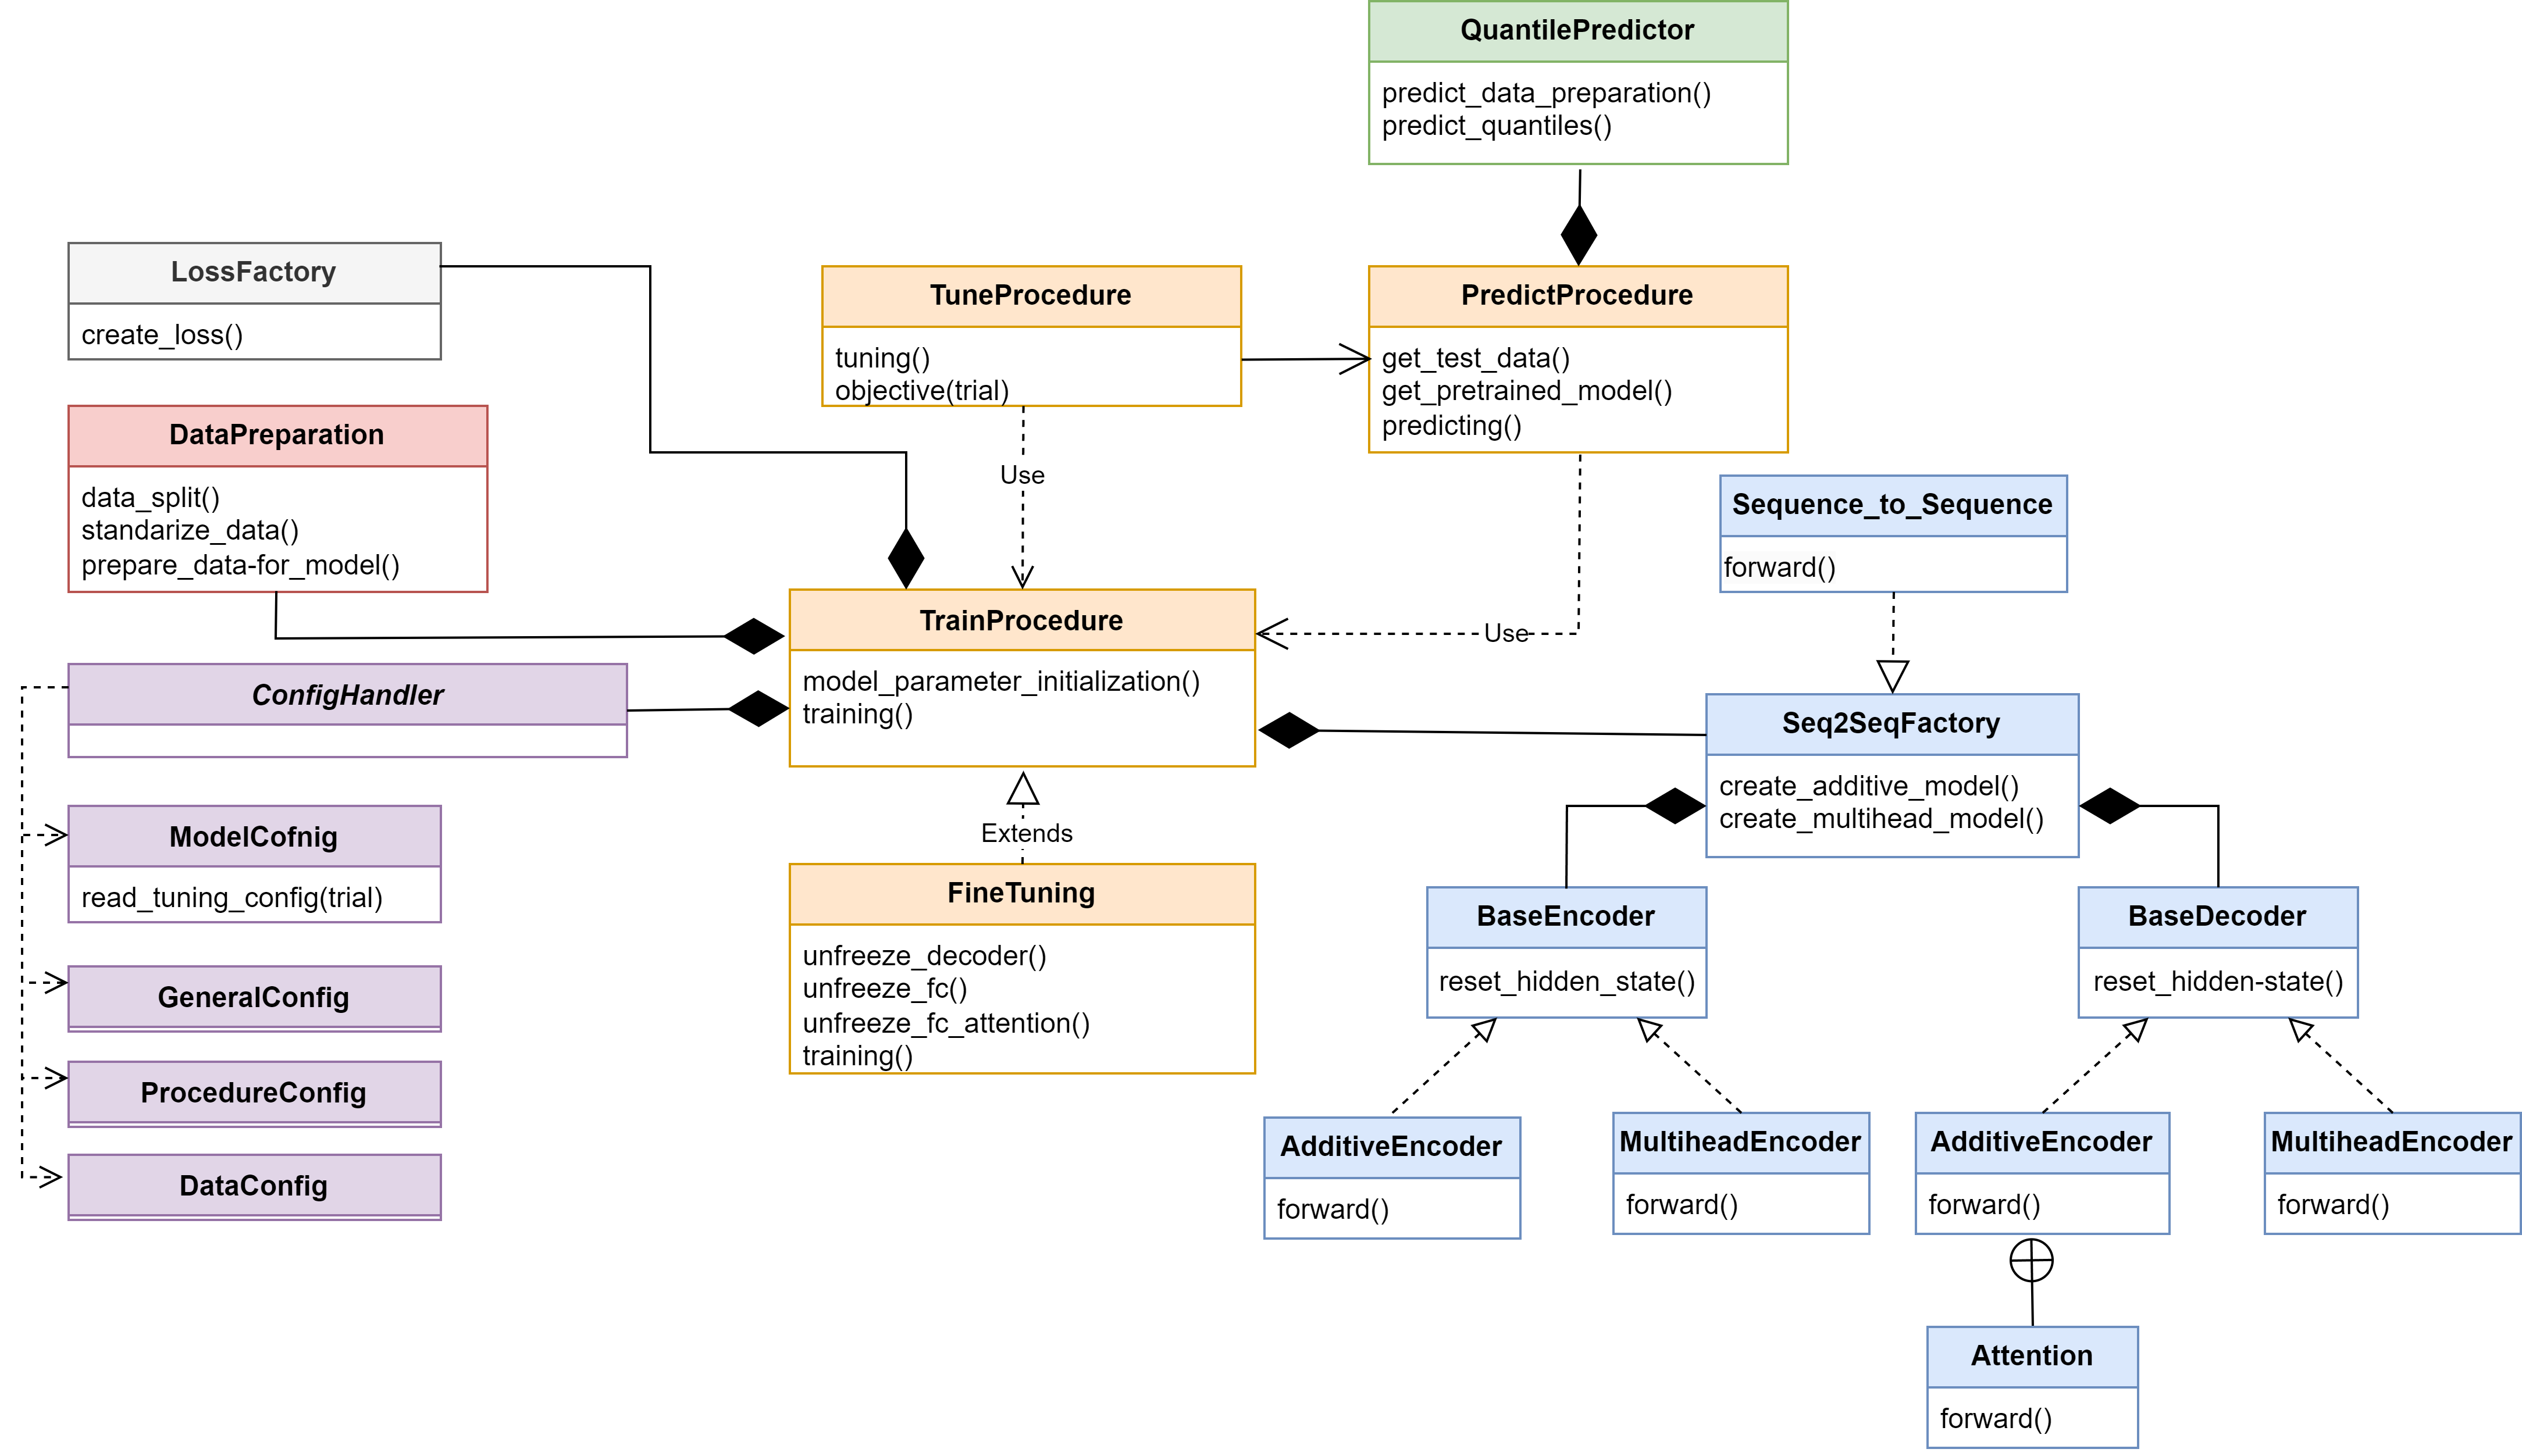 QuantilePredictor
predict_data_preparation()
predict_quantiles()
LossFactory
create_loss()
TuneProcedure
tuning()
objective(trial)
PredictProcedure
get_test_data()
get_pretrained_model()
predicting()
DataPreparation
data_split()
standarize_data()
prepare_data-for_model()
Use
Sequence_to_Sequence
forward()
TrainProcedure
model_parameter_initialization()
training()
Use
ConfigHandler
Seq2SeqFactory
create_additive_model()
create_multihead_model()
Extends
ModelCofnig
read_tuning_config(trial)
FineTuning
unfreeze_decoder()
unfreeze_fc()
unfreeze_fc_attention()
training()
BaseEncoder
reset_hidden_state()
BaseDecoder
reset_hidden-state()
GeneralConfig
ProcedureConfig
DataConfig
AdditiveEncoder
forward()
MultiheadEncoder
forward()
AdditiveEncoder
forward()
MultiheadEncoder
forward()
Attention
forward()